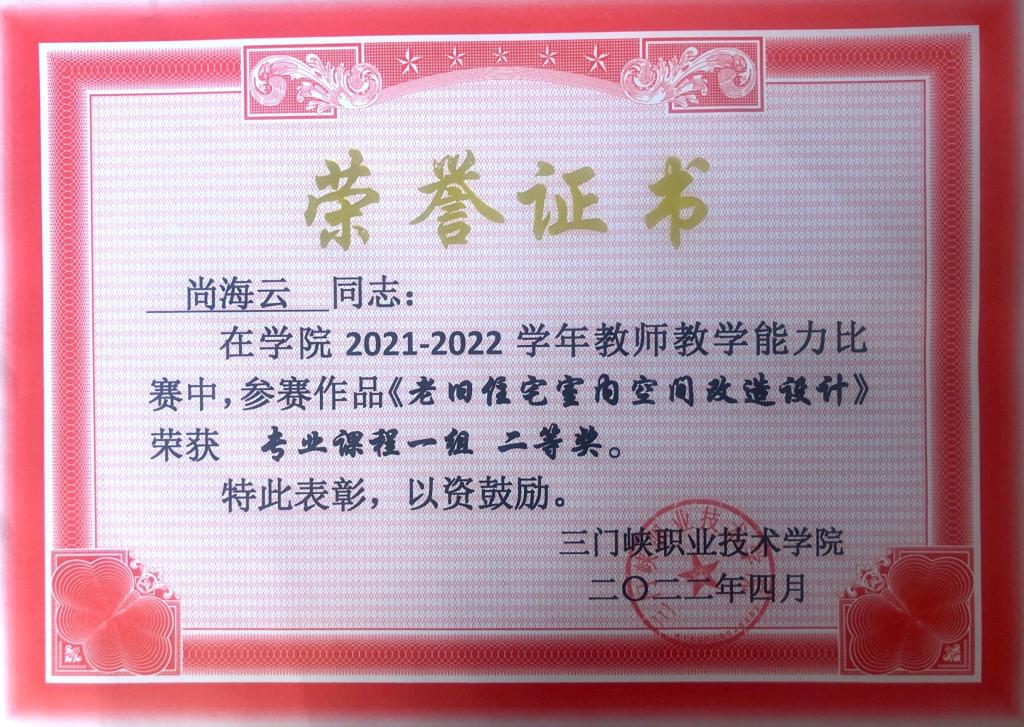 荣誉证书
尚海云 同志：
在学院 2021-2022 学年教师教学能力比
赛中，参赛作品《老旧住宅室内空间改造设计》
荣获 专业课程一组 二等奖。
特此表彰，以资鼓励。
三门峡职业技术学院
二〇二二年四月